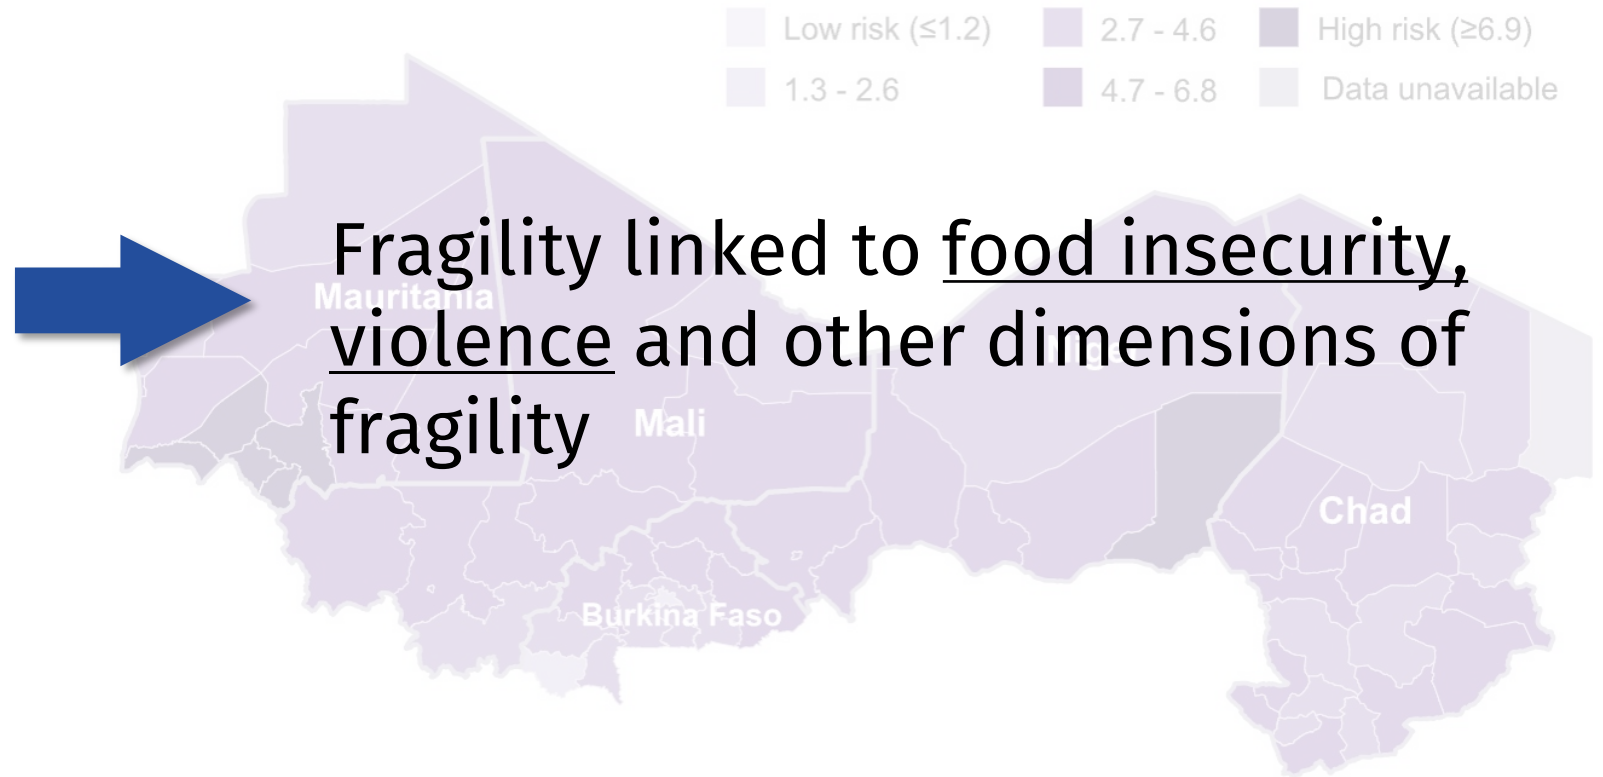 Low risk (≤1.2)
2.7 - 4.6
High risk (≥6.9)
1.3 - 2.6
4.7 - 6.8
Data unavailable
Fragility linked to food insecurity,
violence and other dimensions of
fragility
Mauritania
Niger
Mali
Chad
Burkina Faso